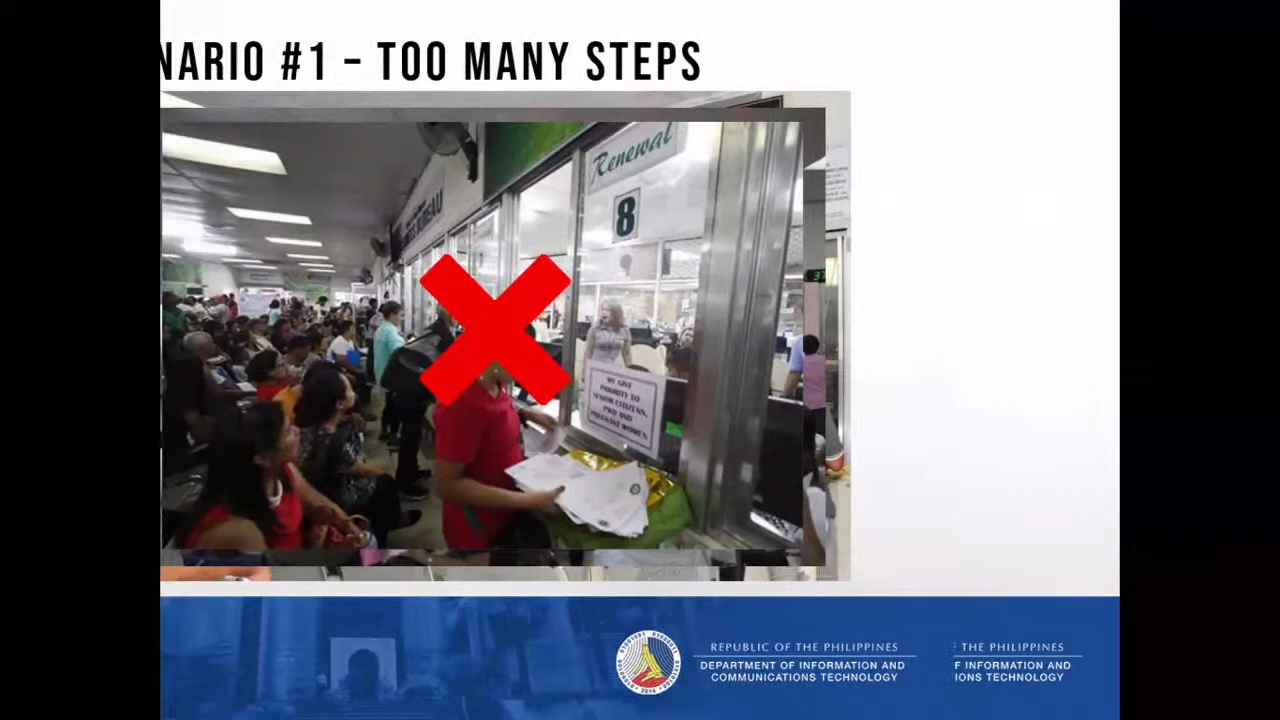 NARIO #1 – TOO MANY STEPS
Renewal
8
WE GIVE
PRIORITY TO
SENIOR CITIZENS,
PWD AND
PREGNANT WOMEN
REPUBLIC OF THE PHILIPPINES
DEPARTMENT OF INFORMATION AND
COMMUNICATIONS TECHNOLOGY
THE PHILIPPINES
F INFORMATION AND
IONS TECHNOLOGY
2016